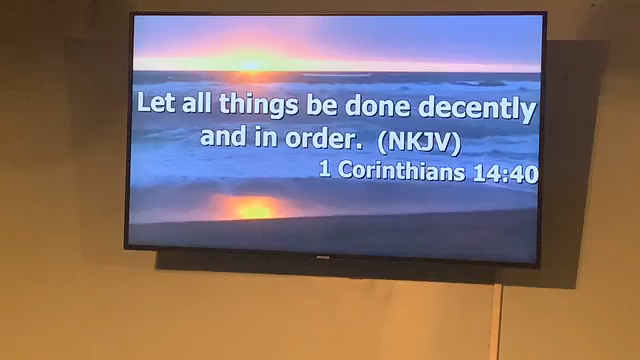 Let all things be done decently
and in order. (NKJV)
1 Corinthians 14:40